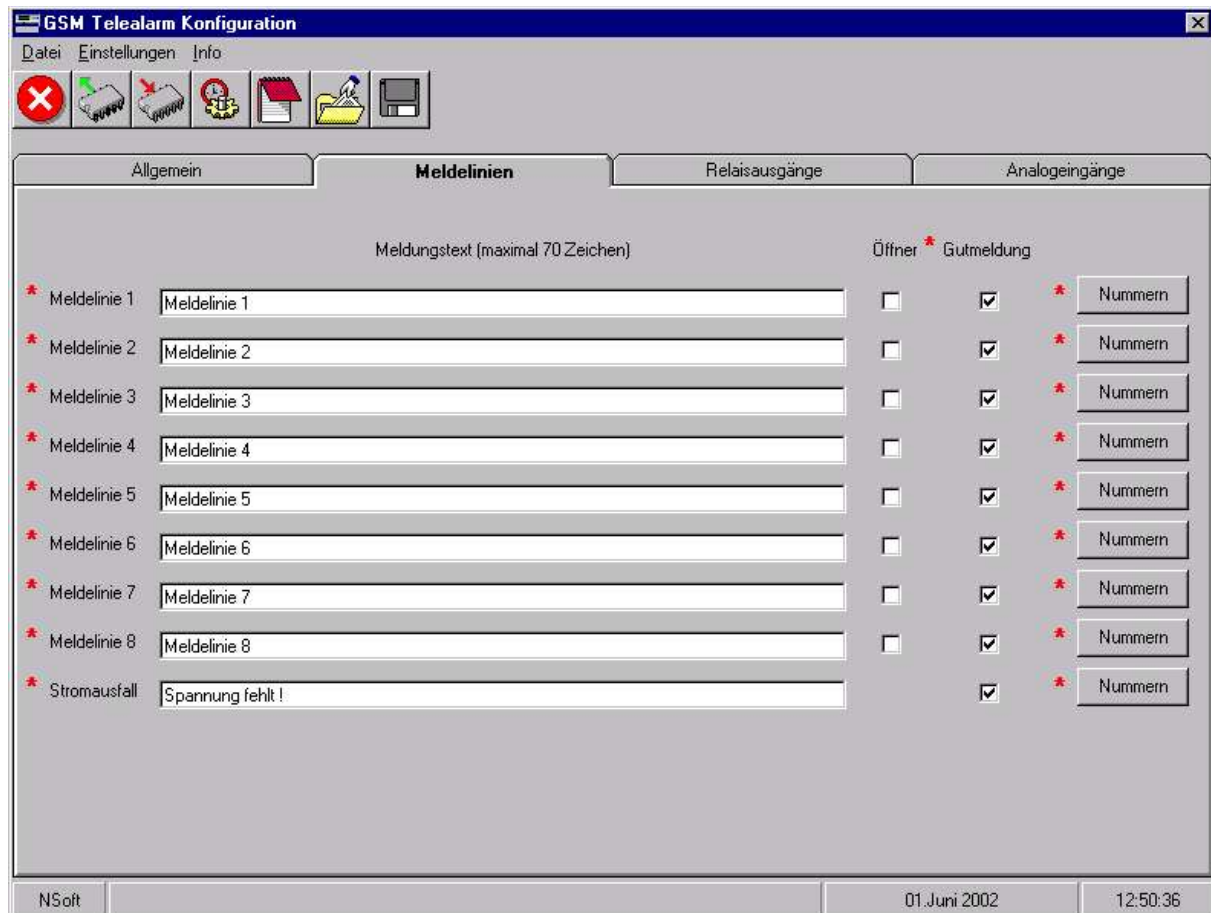 GSM Telealarm Konfiguration
Datei Einstellungen Info
Allgemein Meldelinien Relaisausgänge Analogeingänge
Meldungstext (maximal 70 Zeichen) Öffner * Gutmeldung
* Meldelinie 1 Meldelinie 1 * Nummern
* Meldelinie 2 Meldelinie 2 * Nummern
* Meldelinie 3 Meldelinie 3 * Nummern
* Meldelinie 4 Meldelinie 4 * Nummern
* Meldelinie 5 Meldelinie 5 * Nummern
* Meldelinie 6 Meldelinie 6 * Nummern
* Meldelinie 7 Meldelinie 7 * Nummern
* Meldelinie 8 Meldelinie 8 * Nummern
* Stromausfall Spannung fehlt ! * Nummern
NSoft 01.Juni 2002 12:50:36